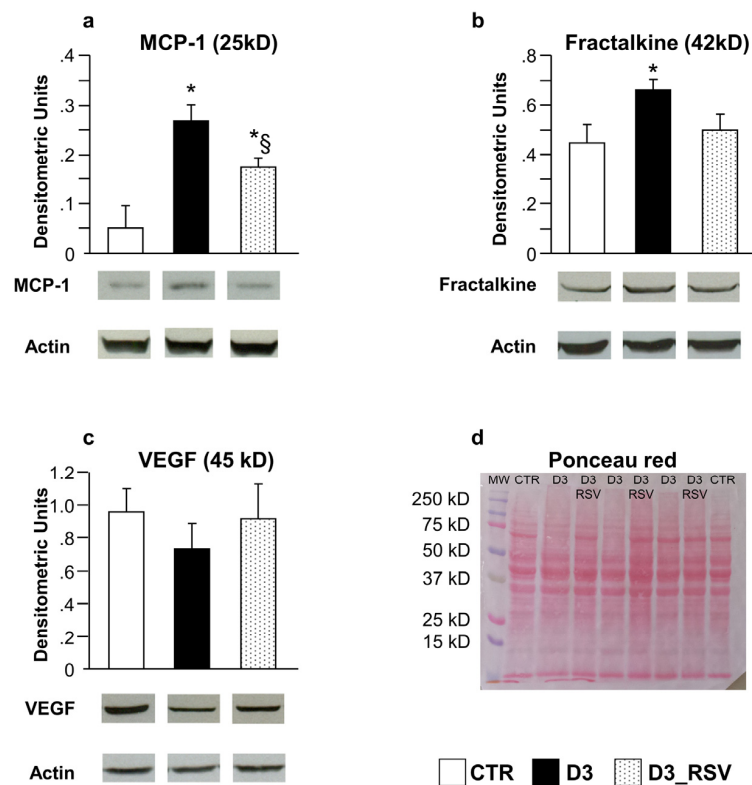 a
MCP-1 (25kD)
Densitometric Units
.4
.3
.2
.1
0
*
*§
MCP-1
Actin
b
Fractalkine (42kD)
Densitometric Units
.8
.6
.4
.2
0
*
Fractalkine
Actin
c
VEGF (45 kD)
Densitometric Units
1.2
1.0
.8
.6
.4
.2
0
VEGF
Actin
d
Ponceau red
MW CTR D3 D3 RSV D3 D3 RSV D3 D3 RSV CTR
250 kD
75 kD
50 kD
37 kD
25 kD
15 kD
CTR D3 D3_RSV